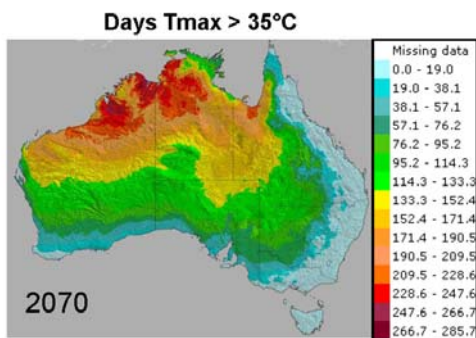 Days Tmax > 35°C
Missing data
0.0 - 19.0
19.0 - 38.1
38.1 - 57.1
57.1 - 76.2
76.2 - 95.2
95.2 - 114.3
114.3 - 133.3
133.3 - 152.4
152.4 - 171.4
171.4 - 190.5
190.5 - 209.5
209.5 - 228.6
228.6 - 247.6
247.6 - 266.7
266.7 - 285.7
2070